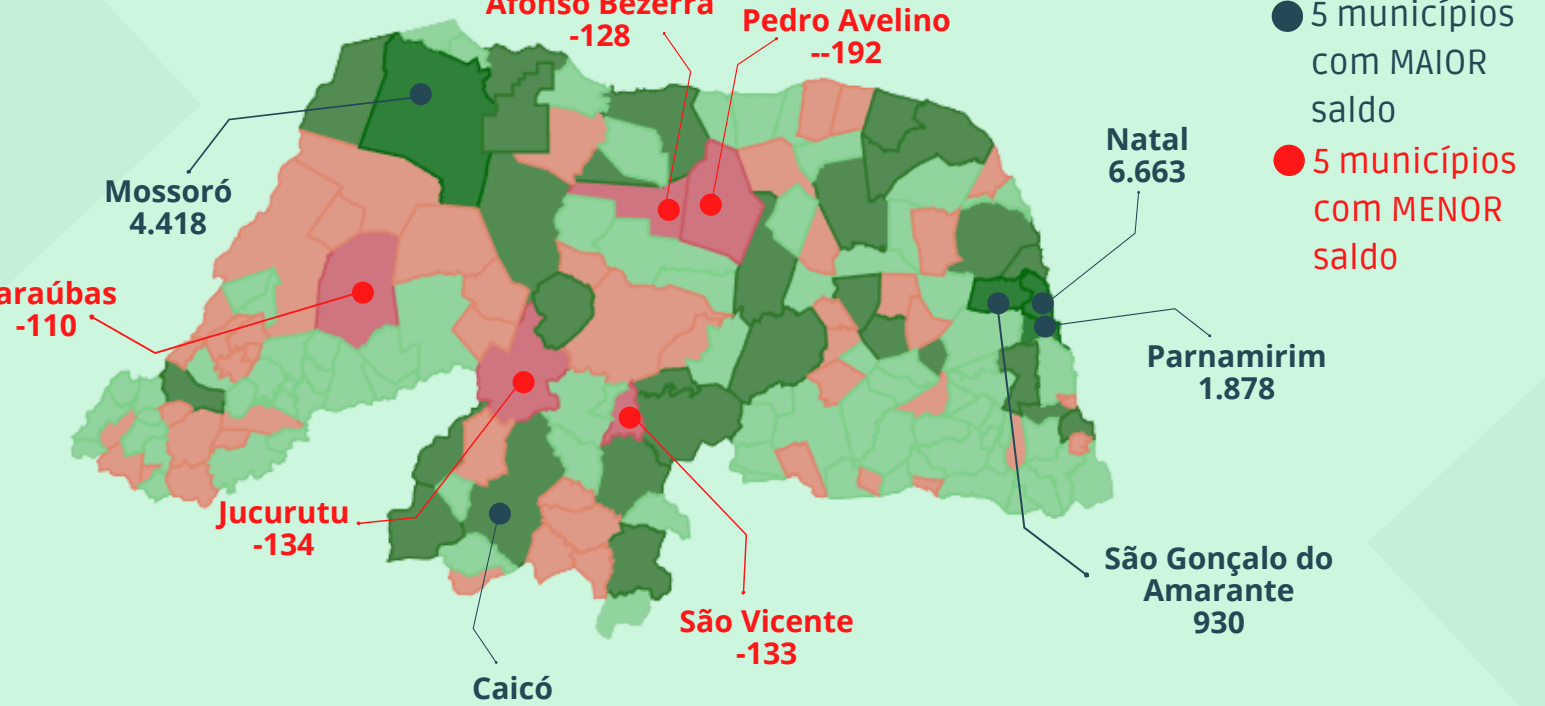 Afonso Bezerra
-128
Pedro Avelino
--192
5 municípios
com MAIOR
saldo
5 municípios
com MENOR
saldo
Natal
6.663
Mossoró
4.418
araúbas
-110
Parnamirim
1.878
Jucurutu
-134
São Gonçalo do
Amarante
930
São Vicente
-133
Caicó